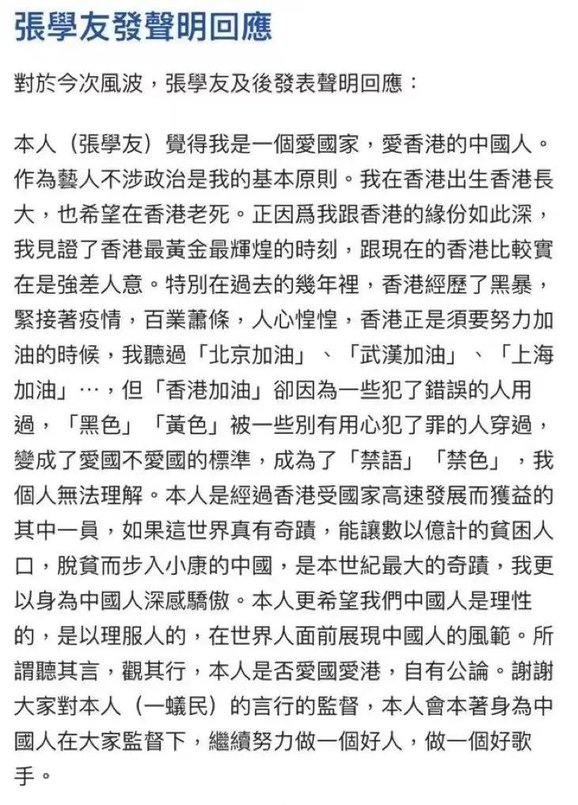 張學友發聲明回應
對於今次風波，張學友及後發表聲明回應：
本人（張學友）覺得我是一個愛國家，愛香港的中國人。
作為藝人不涉政治是我的基本原則。我在香港出生香港長
大，也希望在香港老死。正因爲我跟香港的緣份如此深，
我見證了香港最黃金最輝煌的時刻，跟現在的香港比較實
在是強差人意。特別在過去的幾年裡，香港經歷了黑暴，
緊接著疫情，百業蕭條，人心惶惶，香港正是須要努力加
油的時候，我聽過「北京加油」、「武漢加油」、「上海
加油」…，但「香港加油」卻因為一些犯了錯誤的人用
過，「黑色」「黃色」被一些別有用心犯了罪的人穿過，
變成了愛國不愛國的標準，成為了「禁語」「禁色」，我
個人無法理解。本人是經過香港受國家高速發展而獲益的
其中一員，如果這世界真有奇蹟，能讓數以億計的貧困人
口，脫貧而步入小康的中國，是本世紀最大的奇蹟，我更
以身為中國人深感驕傲。本人更希望我們中國人是理性
的，是以理服人的，在世界人面前展現中國人的風範。所
謂聽其言，觀其行，本人是否愛國愛港，自有公論。謝謝
大家對本人（一蟻民）的言行的監督，本人會本著身為中
國人在大家監督下，繼續努力做一個好人，做一個好歌
手。